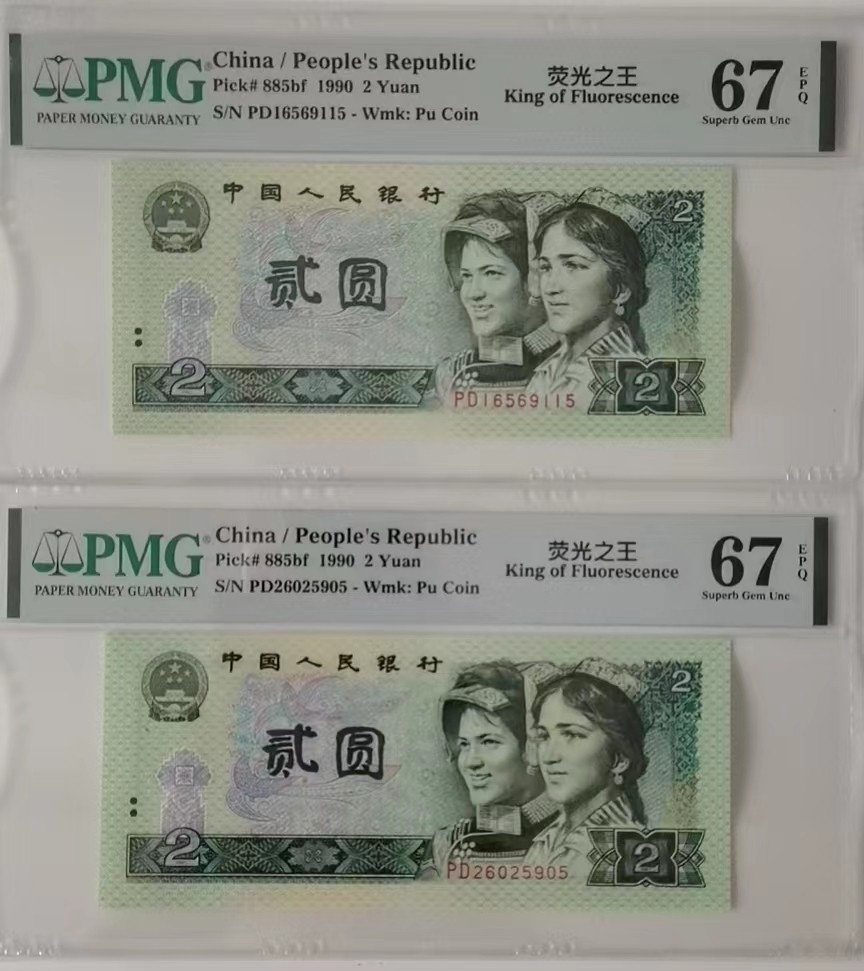 PMG®
PAPER MONEY GUARANTY
China / People's Republic
Pick# 885bf 1990 2 Yuan
S/N PD16569115 - Wmk: Pu Coin
荧光之王
King of Fluorescence
67
EPQ
Superb Gem Unc
中国人民银行
2
贰圆
2
PD16569115
2
PMG®
PAPER MONEY GUARANTY
China / People's Republic
Pick# 885bf 1990 2 Yuan
S/N PD26025905 - Wmk: Pu Coin
荧光之王
King of Fluorescence
67
EPQ
Superb Gem Unc
中国人民银行
2
贰圆
2
PD26025905
2